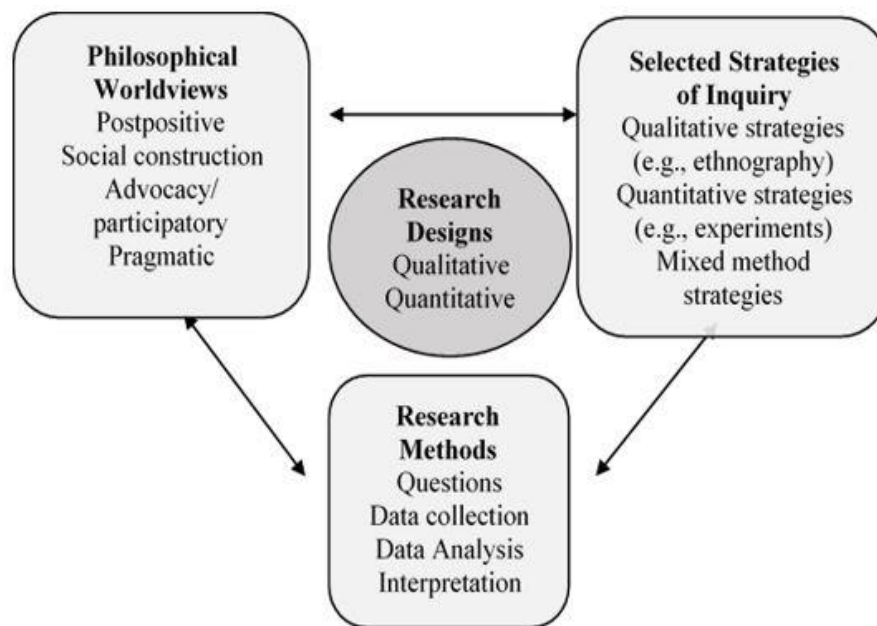 Philosophical
Worldviews
Postpositive
Social construction
Advocacy/
participatory
Pragmatic
Selected Strategies
of Inquiry
Qualitative strategies
(e.g., ethnography)
Quantitative strategies
(e.g., experiments)
Mixed method
strategies
Research
Designs
Qualitative
Quantitative
Research
Methods
Questions
Data collection
Data Analysis
Interpretation